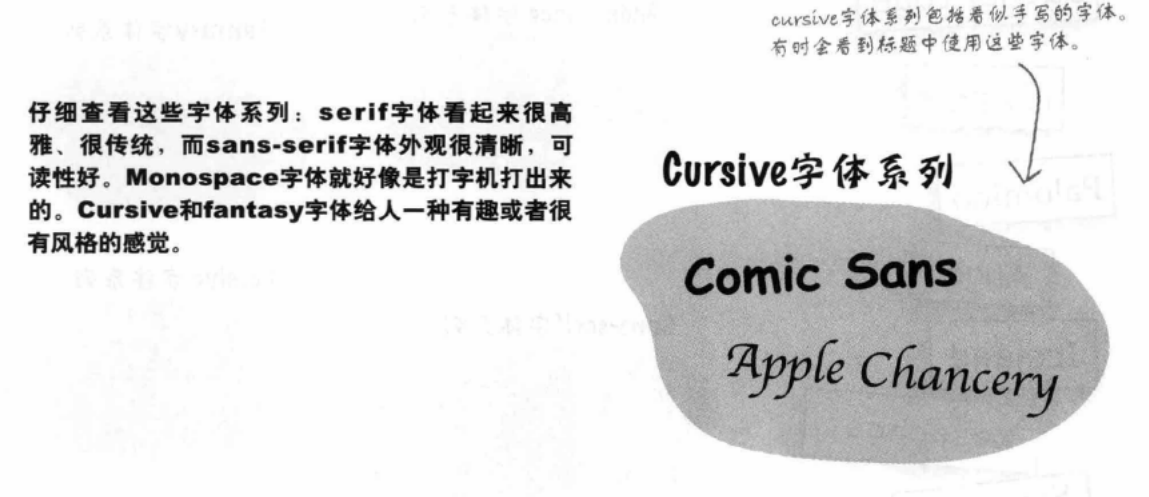 cursive字体系列包括看似手写的字体。
有时会看到标题中使用这些字体。
仔细查看这些字体系列：serif字体看起来很高
雅、很传统，而sans-serif字体外观很清晰，可
读性好。Monospace字体就好像是打字机打出来
的。Cursive和fantasy字体给人一种有趣或者很
有风格的感觉。
Cursive字体系列
Comic Sans
Apple Chancery